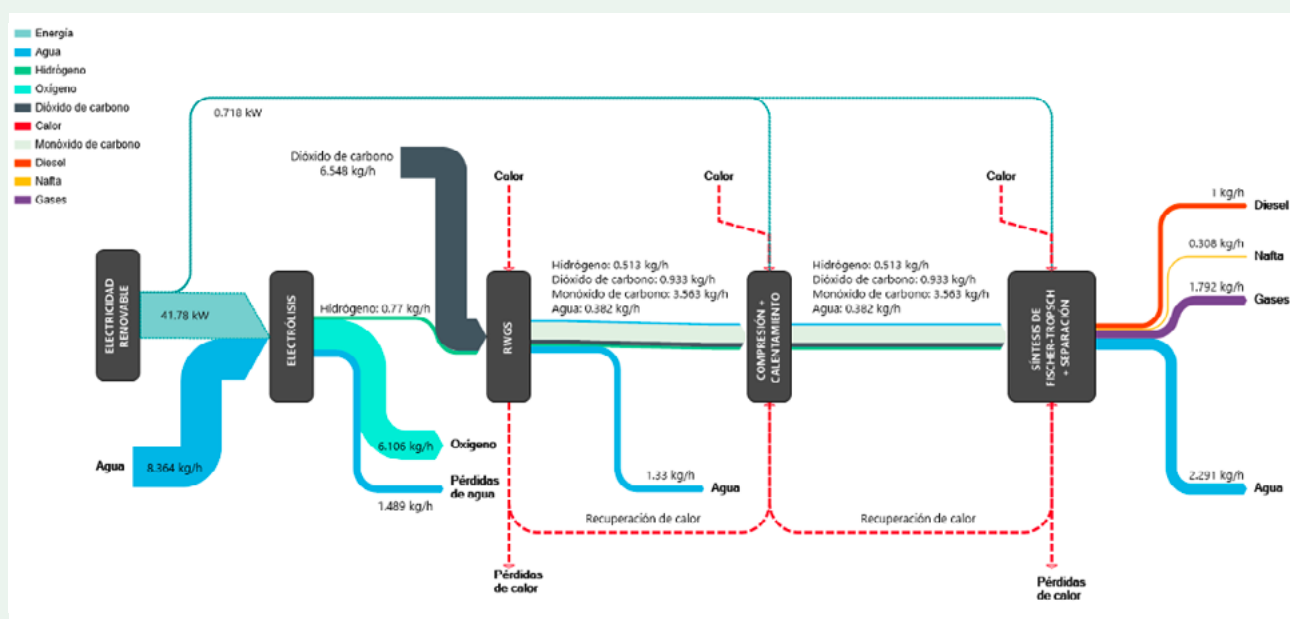 Energía
Agua
Hidrógeno
Oxígeno
Dióxido de carbono
Calor
Monóxido de carbono
Diesel
Nafta
Gases
0.718 kW
Dióxido de carbono
6.548 kg/h
Calor
Calor
Calor
1 kg/h
Diesel
0.308 kg/h
Nafta
1.792 kg/h
Gases
ELECTRICIDAD
RENOVABLE
41.78 kW
ELECTRÓLISIS
Hidrógeno: 0.77 kg/h
RWGS
Hidrógeno: 0.513 kg/h
Dióxido de carbono: 0.933 kg/h
Monóxido de carbono: 3.563 kg/h
Agua: 0.382 kg/h
COMPRESIÓN +
CALENTAMIENTO
Hidrógeno: 0.513 kg/h
Dióxido de carbono: 0.933 kg/h
Monóxido de carbono: 3.563 kg/h
Agua: 0.382 kg/h
SÍNTESIS DE
FISCHER-TROPSCH
+ SEPARACIÓN
Agua
8.364 kg/h
6.106 kg/h
Oxígeno
Pérdidas
de agua
1.489 kg/h
1.33 kg/h
Agua
2.291 kg/h
Agua
Recuperación de calor
Recuperación de calor
Pérdidas
de calor
Pérdidas
de calor